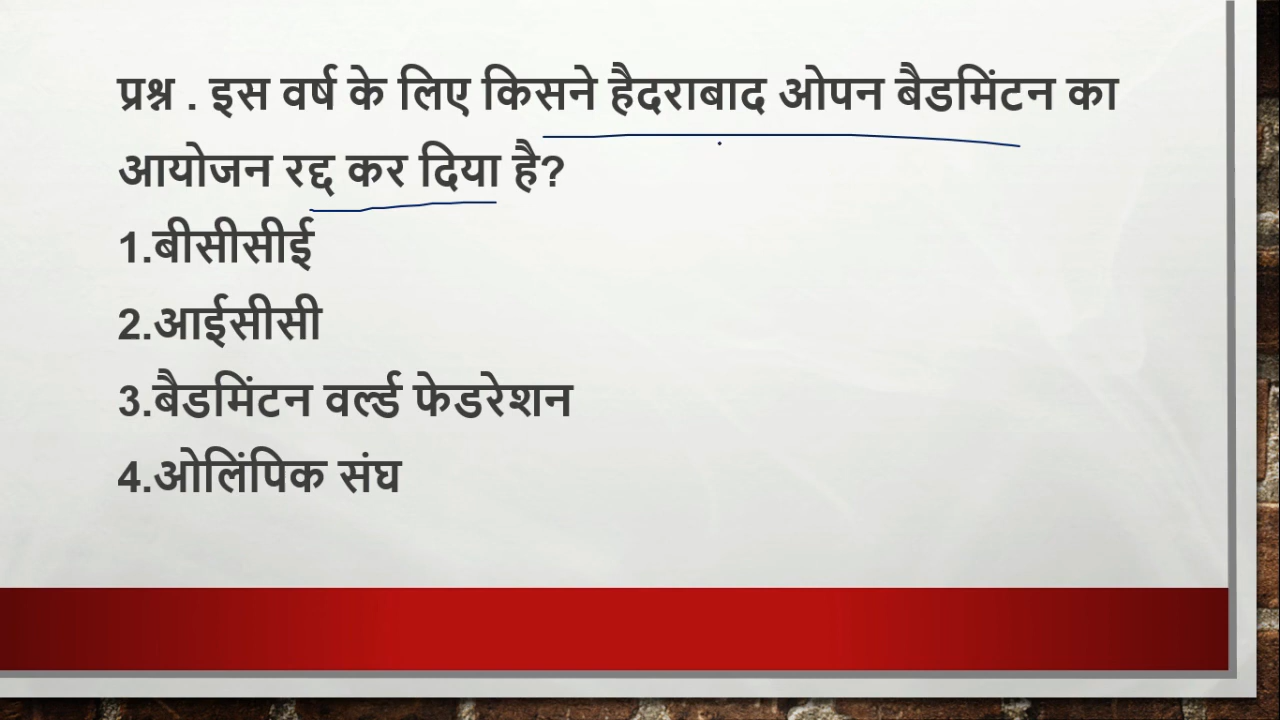 प्रश्न . इस वर्ष के लिए किसने हैदराबाद ओपन बैडमिंटन का
आयोजन रद्द कर दिया है?
1.बीसीसीई
2.आईसीसी
3.बैडमिंटन वर्ल्ड फेडरेशन
4.ओलिंपिक संघ